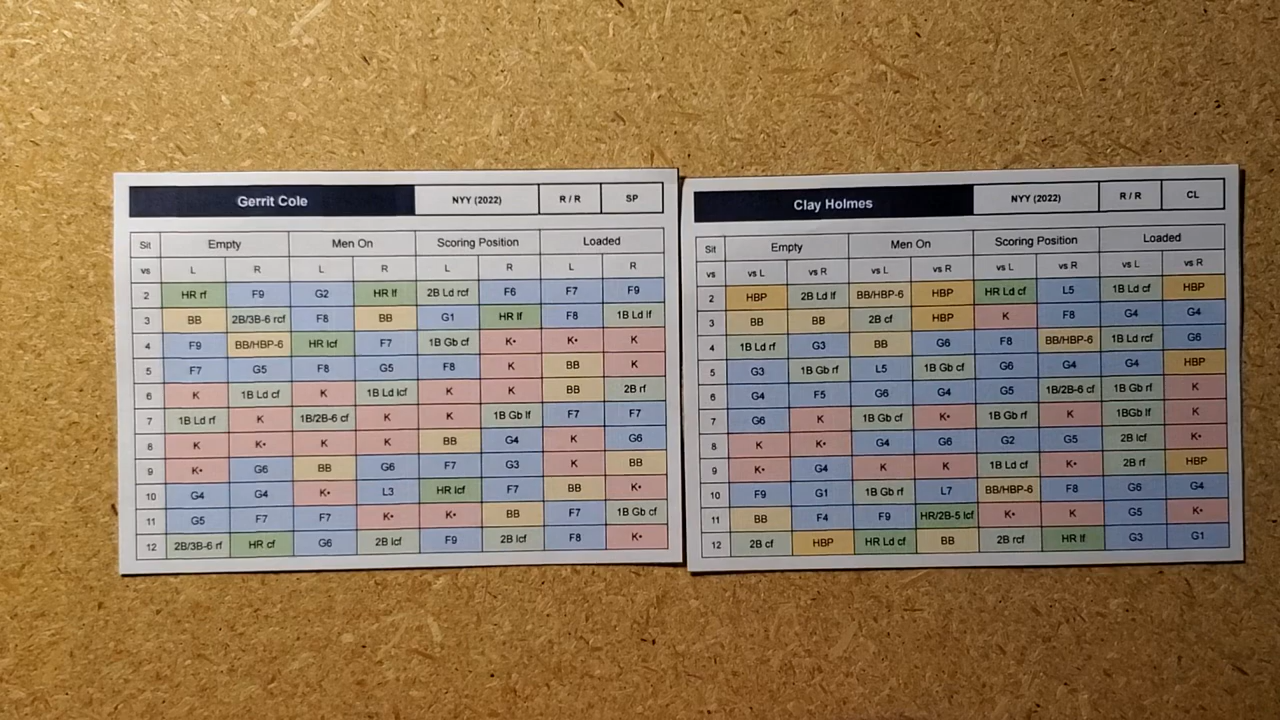 Gerrit Cole NYY (2022) R / R SP
Sit Empty Men On Scoring Position Loaded
vs L R L R L R L R
2 HR rf F9 G2 HR lf 2B Ld rcf F6 F7 F9
3 BB 2B/3B-6 rcf F8 BB G1 HR lf F8 1B Ld lf
4 F9 BB/HBP-6 HR lcf F7 1B Gb cf K• K• K
5 F7 G5 F8 G5 F8 K BB K
6 K 1B Ld cf K 1B Ld lcf K K BB 2B rf
7 1B Ld rf K 1B/2B-6 cf K K 1B Gb lf F7 F7
8 K K• K K BB G4 K G6
9 K• G6 BB G6 F7 G3 K BB
10 G4 G4 K• L3 HR lcf F7 BB K•
11 G5 F7 F7 K• K• BB F7 1B Gb cf
12 2B/3B-6 rf HR cf G6 2B lcf F9 2B lcf F8 K•
Clay Holmes NYY (2022) R / R CL
Sit Empty Men On Scoring Position Loaded
vs vs L vs R vs L vs R vs L vs R vs L vs R
2 HBP 2B Ld lf BB/HBP-6 HBP HR Ld cf L5 1B Ld cf HBP
3 BB BB 2B cf HBP K F8 G4 G4
4 1B Ld rf G3 BB G6 F8 BB/HBP-6 1B Ld rcf G6
5 G3 1B Gb rf L5 1B Gb cf G6 G4 G4 HBP
6 G4 F5 G6 G4 G5 1B/2B-6 cf 1B Gb rf K
7 G6 K 1B Gb cf K• 1B Gb rf K 1BGb lf K
8 K K• G4 G6 G2 G5 2B lcf K•
9 K• G4 K K 1B Ld cf K• 2B rf HBP
10 F9 G1 1B Gb rf L7 BB/HBP-6 F8 G6 G4
11 BB F4 F9 HR/2B-5 lcf K• K G5 K•
12 2B cf HBP HR Ld cf BB 2B rcf HR lf G3 G1